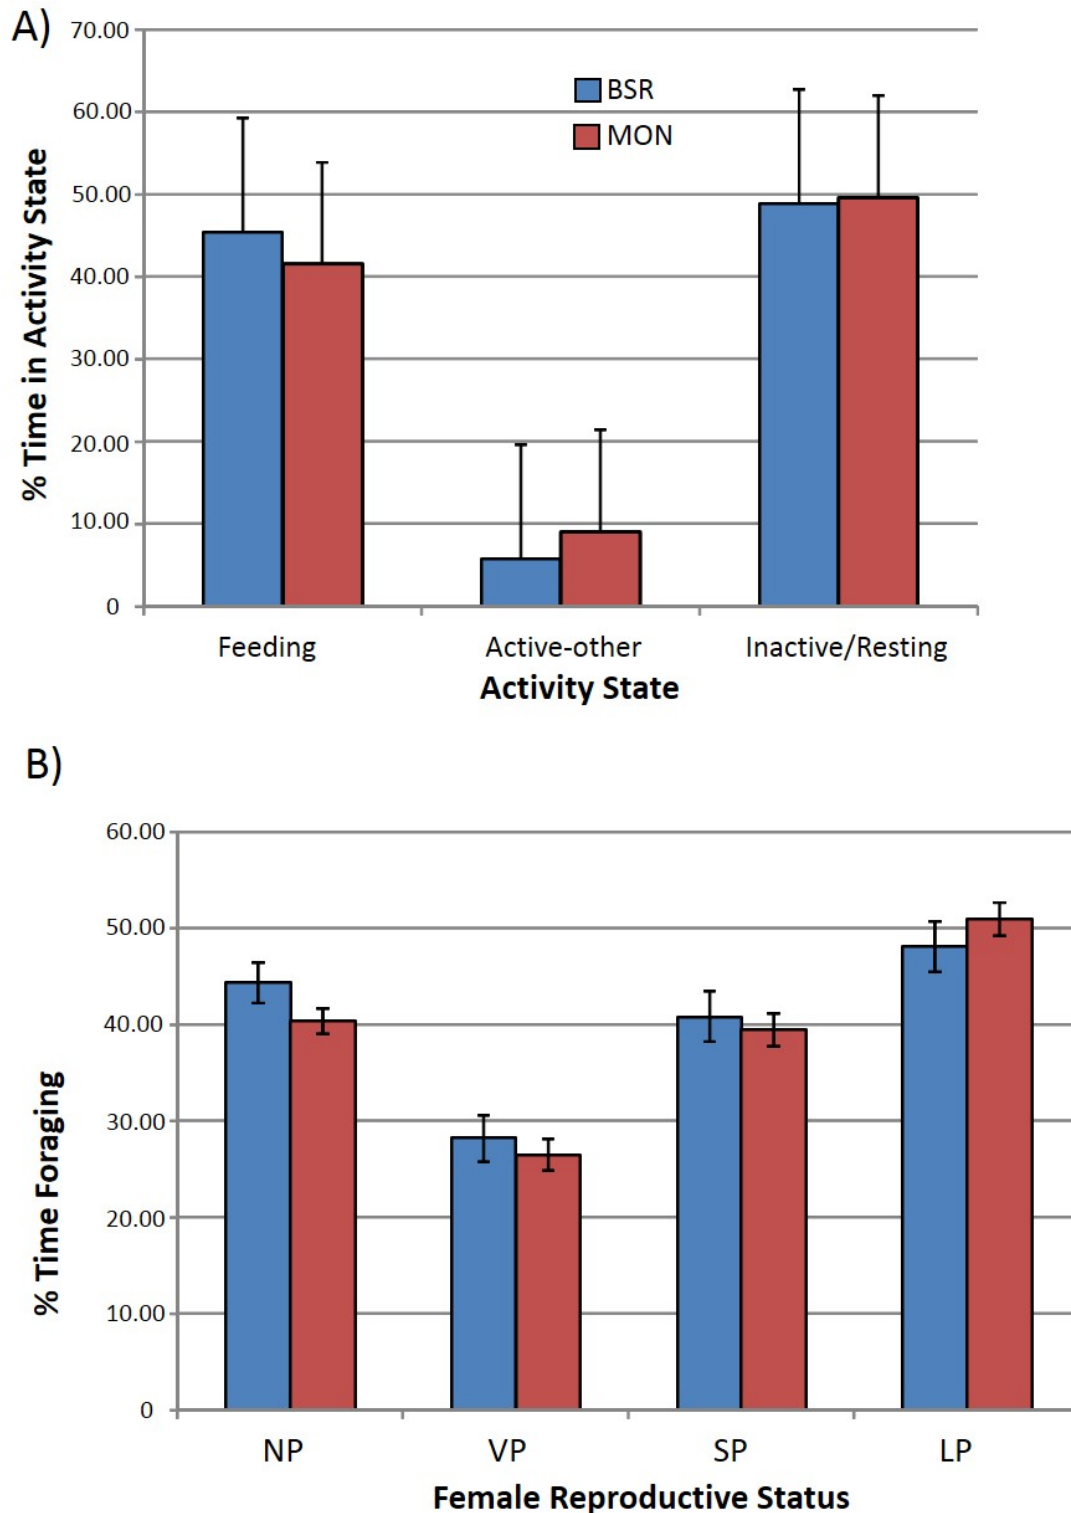 A)
70.00
60.00
50.00
40.00
30.00
20.00
10.00
0
% Time in Activity State
BSR
MON
Feeding Active-other Inactive/Resting
Activity State
B)
60.00
50.00
40.00
30.00
20.00
10.00
0
% Time Foraging
NP VP SP LP
Female Reproductive Status